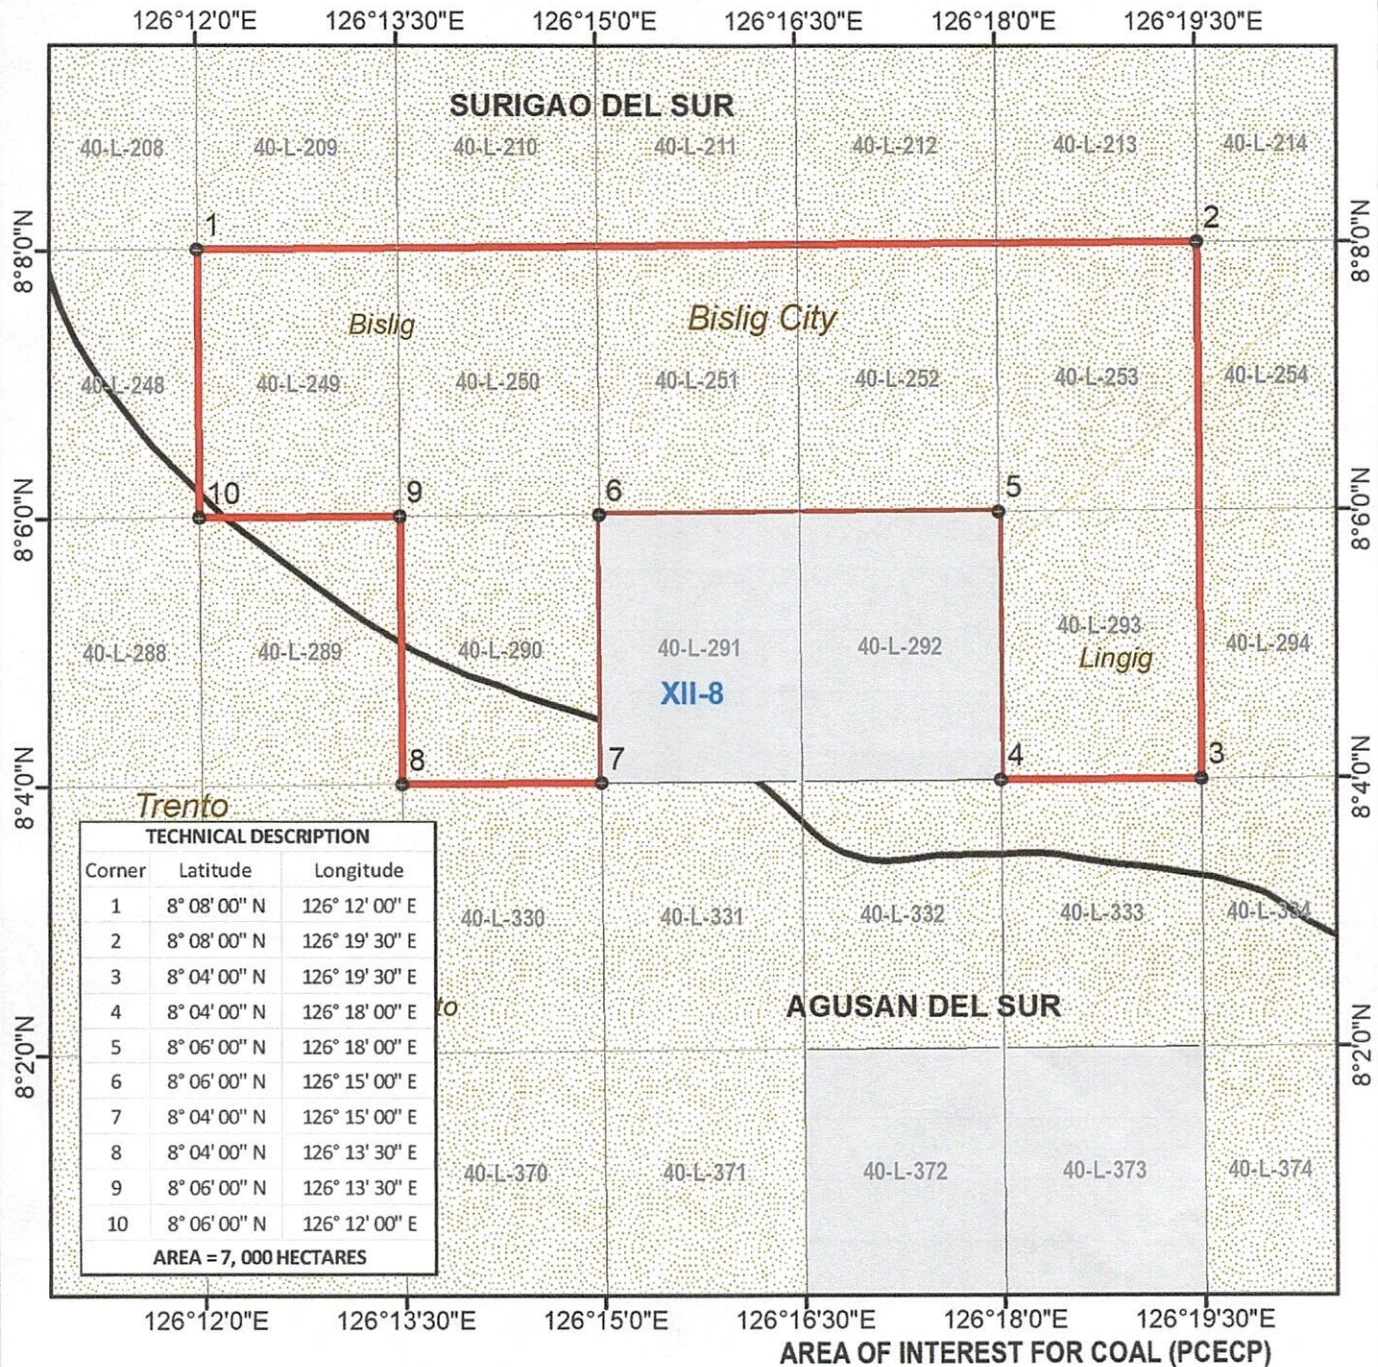 126°12'0"E 126°13'30"E 126°15'0"E 126°16'30"E 126°18'0"E 126°19'30"E
SURIGAO DEL SUR
40-L-208 40-L-209 40-L-210 40-L-211 40-L-212 40-L-213 40-L-214
1 2
8°8'0"N 8°8'0"N
Bislig Bislig City
40-L-248 40-L-249 40-L-250 40-L-251 40-L-252 40-L-253 40-L-254
10 9 6 5
8°6'0"N 8°6'0"N
40-L-288 40-L-289 40-L-290 40-L-291 40-L-292 40-L-293 40-L-294
Lingig
XII-8
8 7 4 3
8°4'0"N 8°4'0"N
Trento
40-L-330 40-L-331 40-L-332 40-L-333 40-L-334
to
AGUSAN DEL SUR
8°2'0"N 8°2'0"N
40-L-370 40-L-371 40-L-372 40-L-373 40-L-374
TECHNICAL DESCRIPTION
Corner Latitude Longitude
1 8° 08' 00" N 126° 12' 00" E
2 8° 08' 00" N 126° 19' 30" E
3 8° 04' 00" N 126° 19' 30" E
4 8° 04' 00" N 126° 18' 00" E
5 8° 06' 00" N 126° 18' 00" E
6 8° 06' 00" N 126° 15' 00" E
7 8° 04' 00" N 126° 15' 00" E
8 8° 04' 00" N 126° 13' 30" E
9 8° 06' 00" N 126° 13' 30" E
10 8° 06' 00" N 126° 12' 00" E
AREA = 7, 000 HECTARES
126°12'0"E 126°13'30"E 126°15'0"E 126°16'30"E 126°18'0"E 126°19'30"E
AREA OF INTEREST FOR COAL (PCECP)